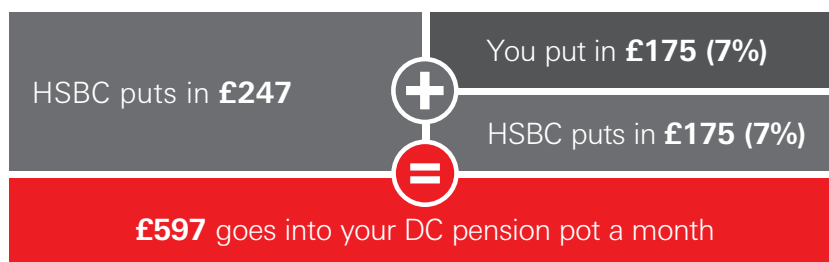 HSBC puts in £247
+
You put in £175 (7%)
HSBC puts in £175 (7%)
=
£597 goes into your DC pension pot a month